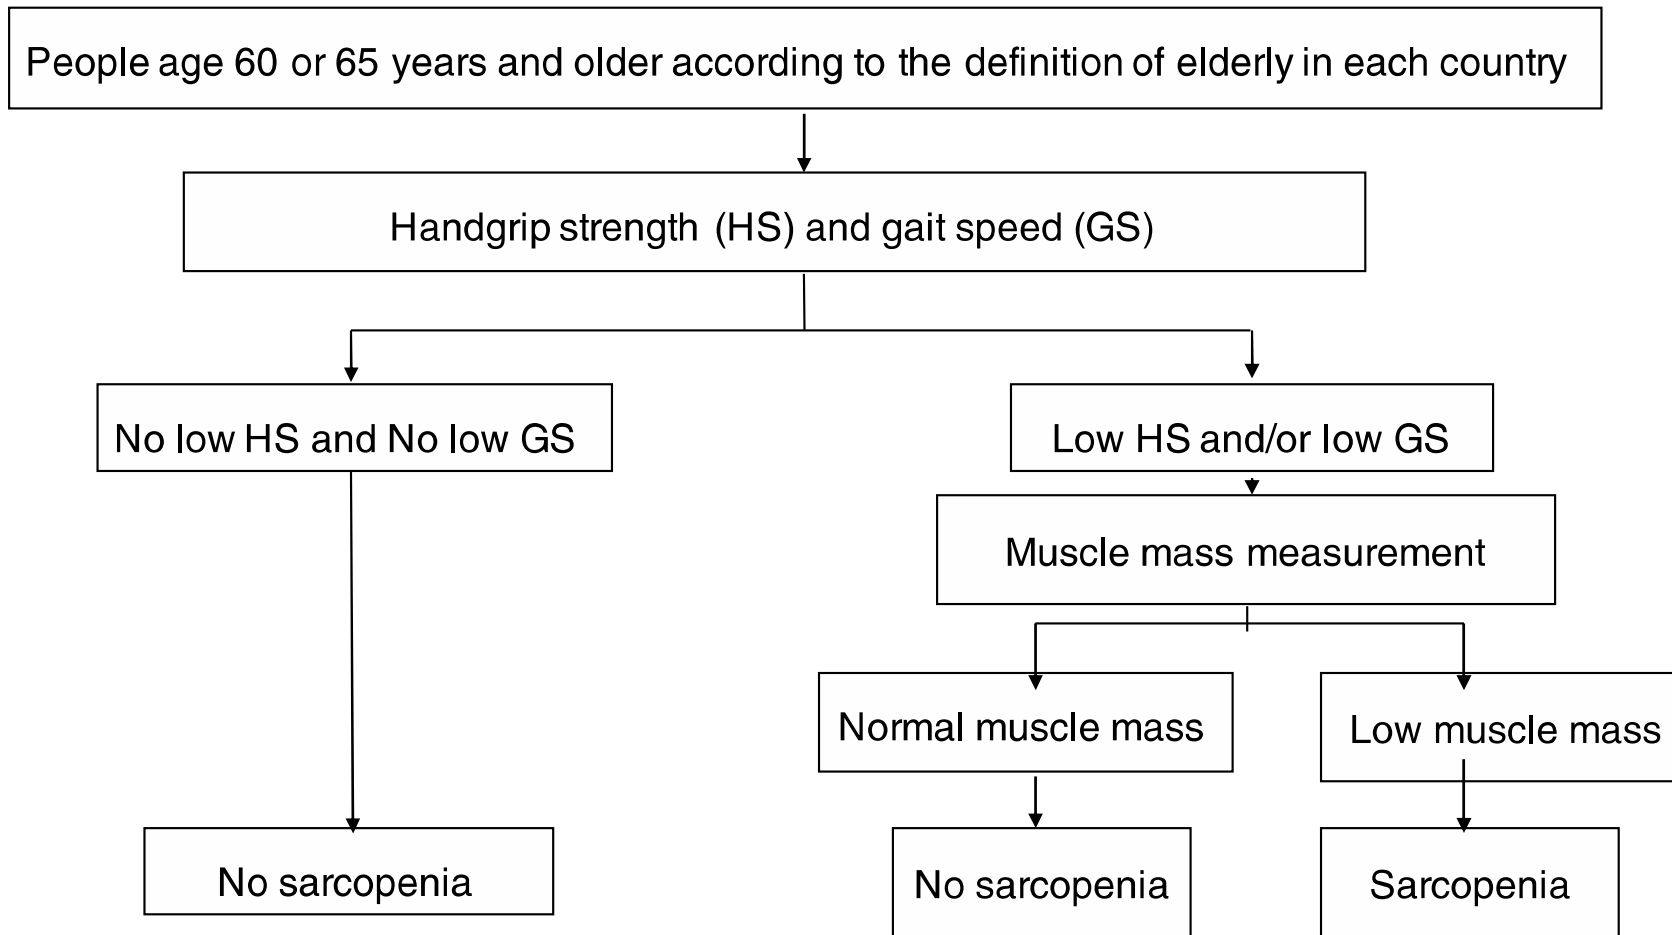 People age 60 or 65 years and older according to the definition of elderly in each country
Handgrip strength (HS) and gait speed (GS)
No low HS and No low GS
Low HS and/or low GS
Muscle mass measurement
Normal muscle mass
Low muscle mass
No sarcopenia
No sarcopenia
Sarcopenia